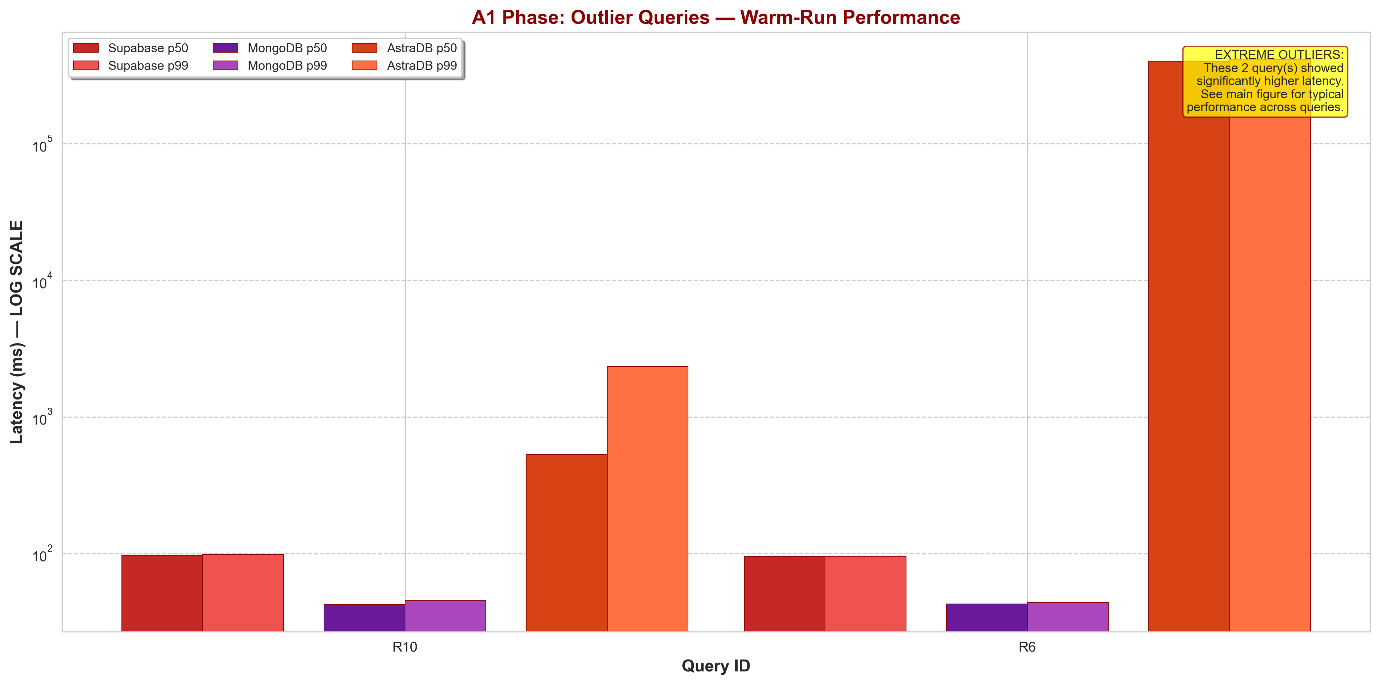 A1 Phase: Outlier Queries — Warm-Run Performance
Supabase p50
MongoDB p50
AstraDB p50
Supabase p99
MongoDB p99
AstraDB p99
EXTREME OUTLIERS:
These 2 query(s) showed
significantly higher latency.
See main figure for typical
performance across queries.
Latency (ms) — LOG SCALE
10⁵
10⁴
10³
10²
R10
R6
Query ID